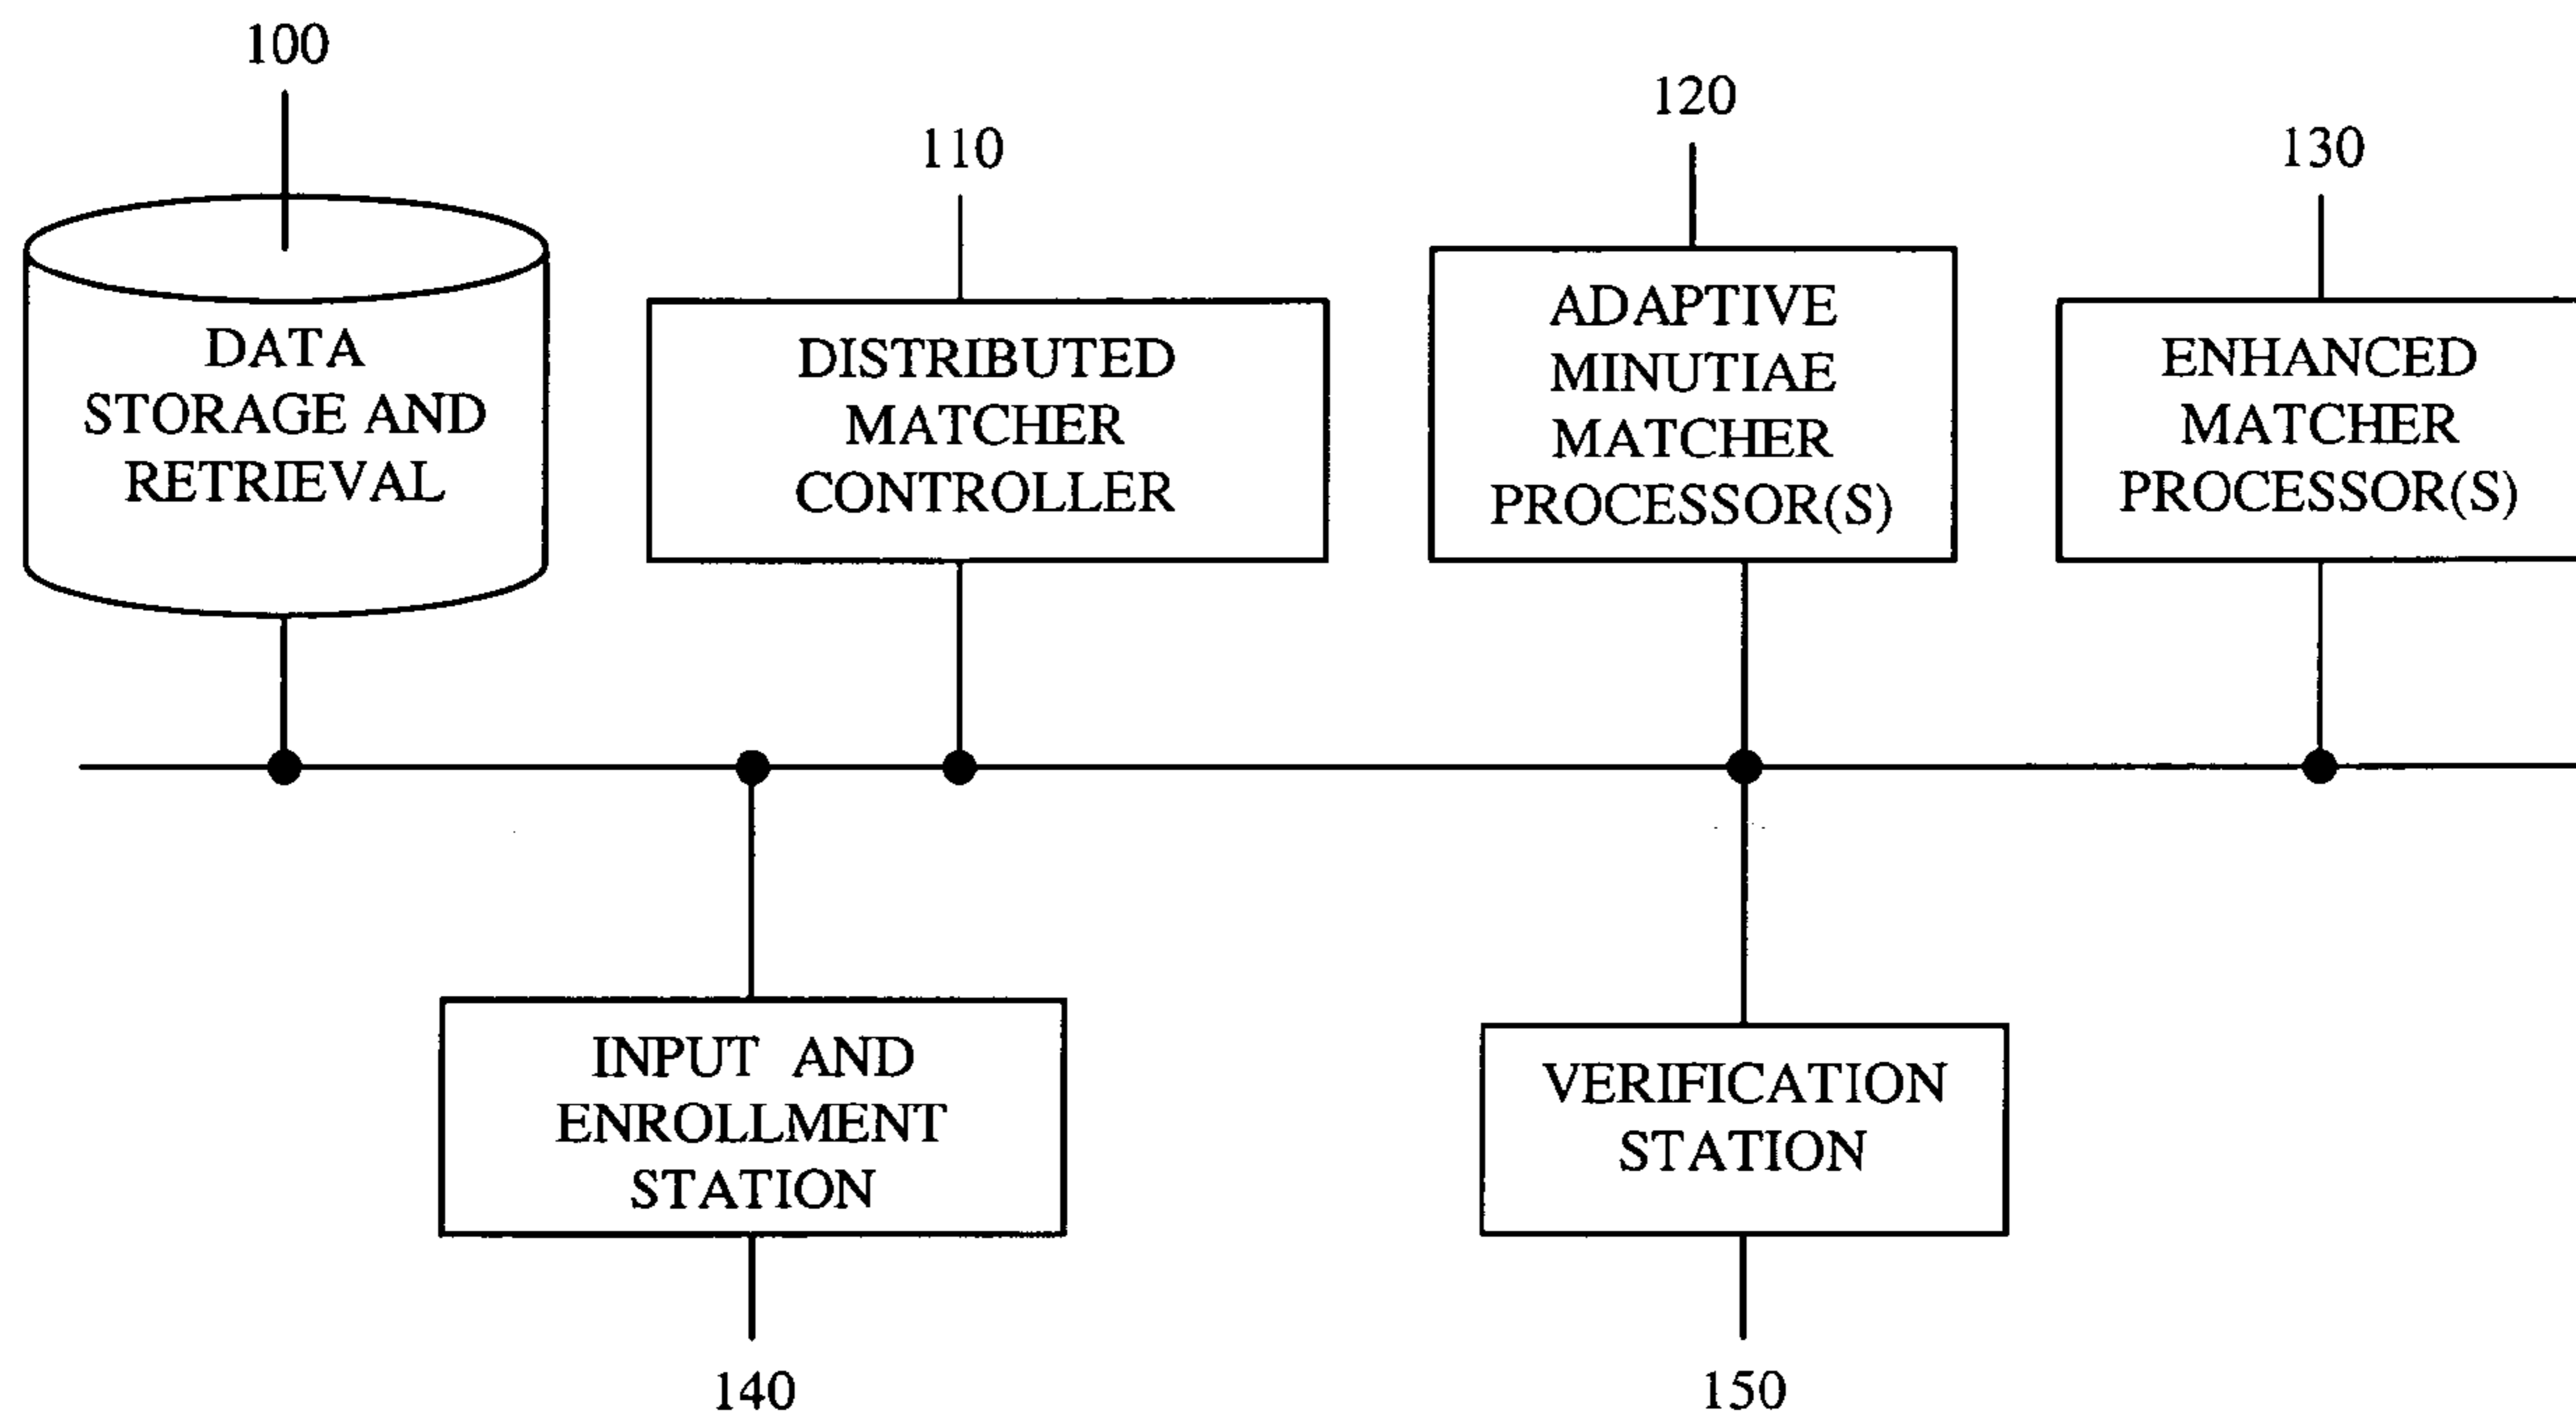 100
110
120
130
DATA
STORAGE AND
RETRIEVAL
DISTRIBUTED
MATCHER
CONTROLLER
ADAPTIVE
MINUTIAE
MATCHER
PROCESSOR(S)
ENHANCED
MATCHER
PROCESSOR(S)
INPUT AND
ENROLLMENT
STATION
VERIFICATION
STATION
140
150